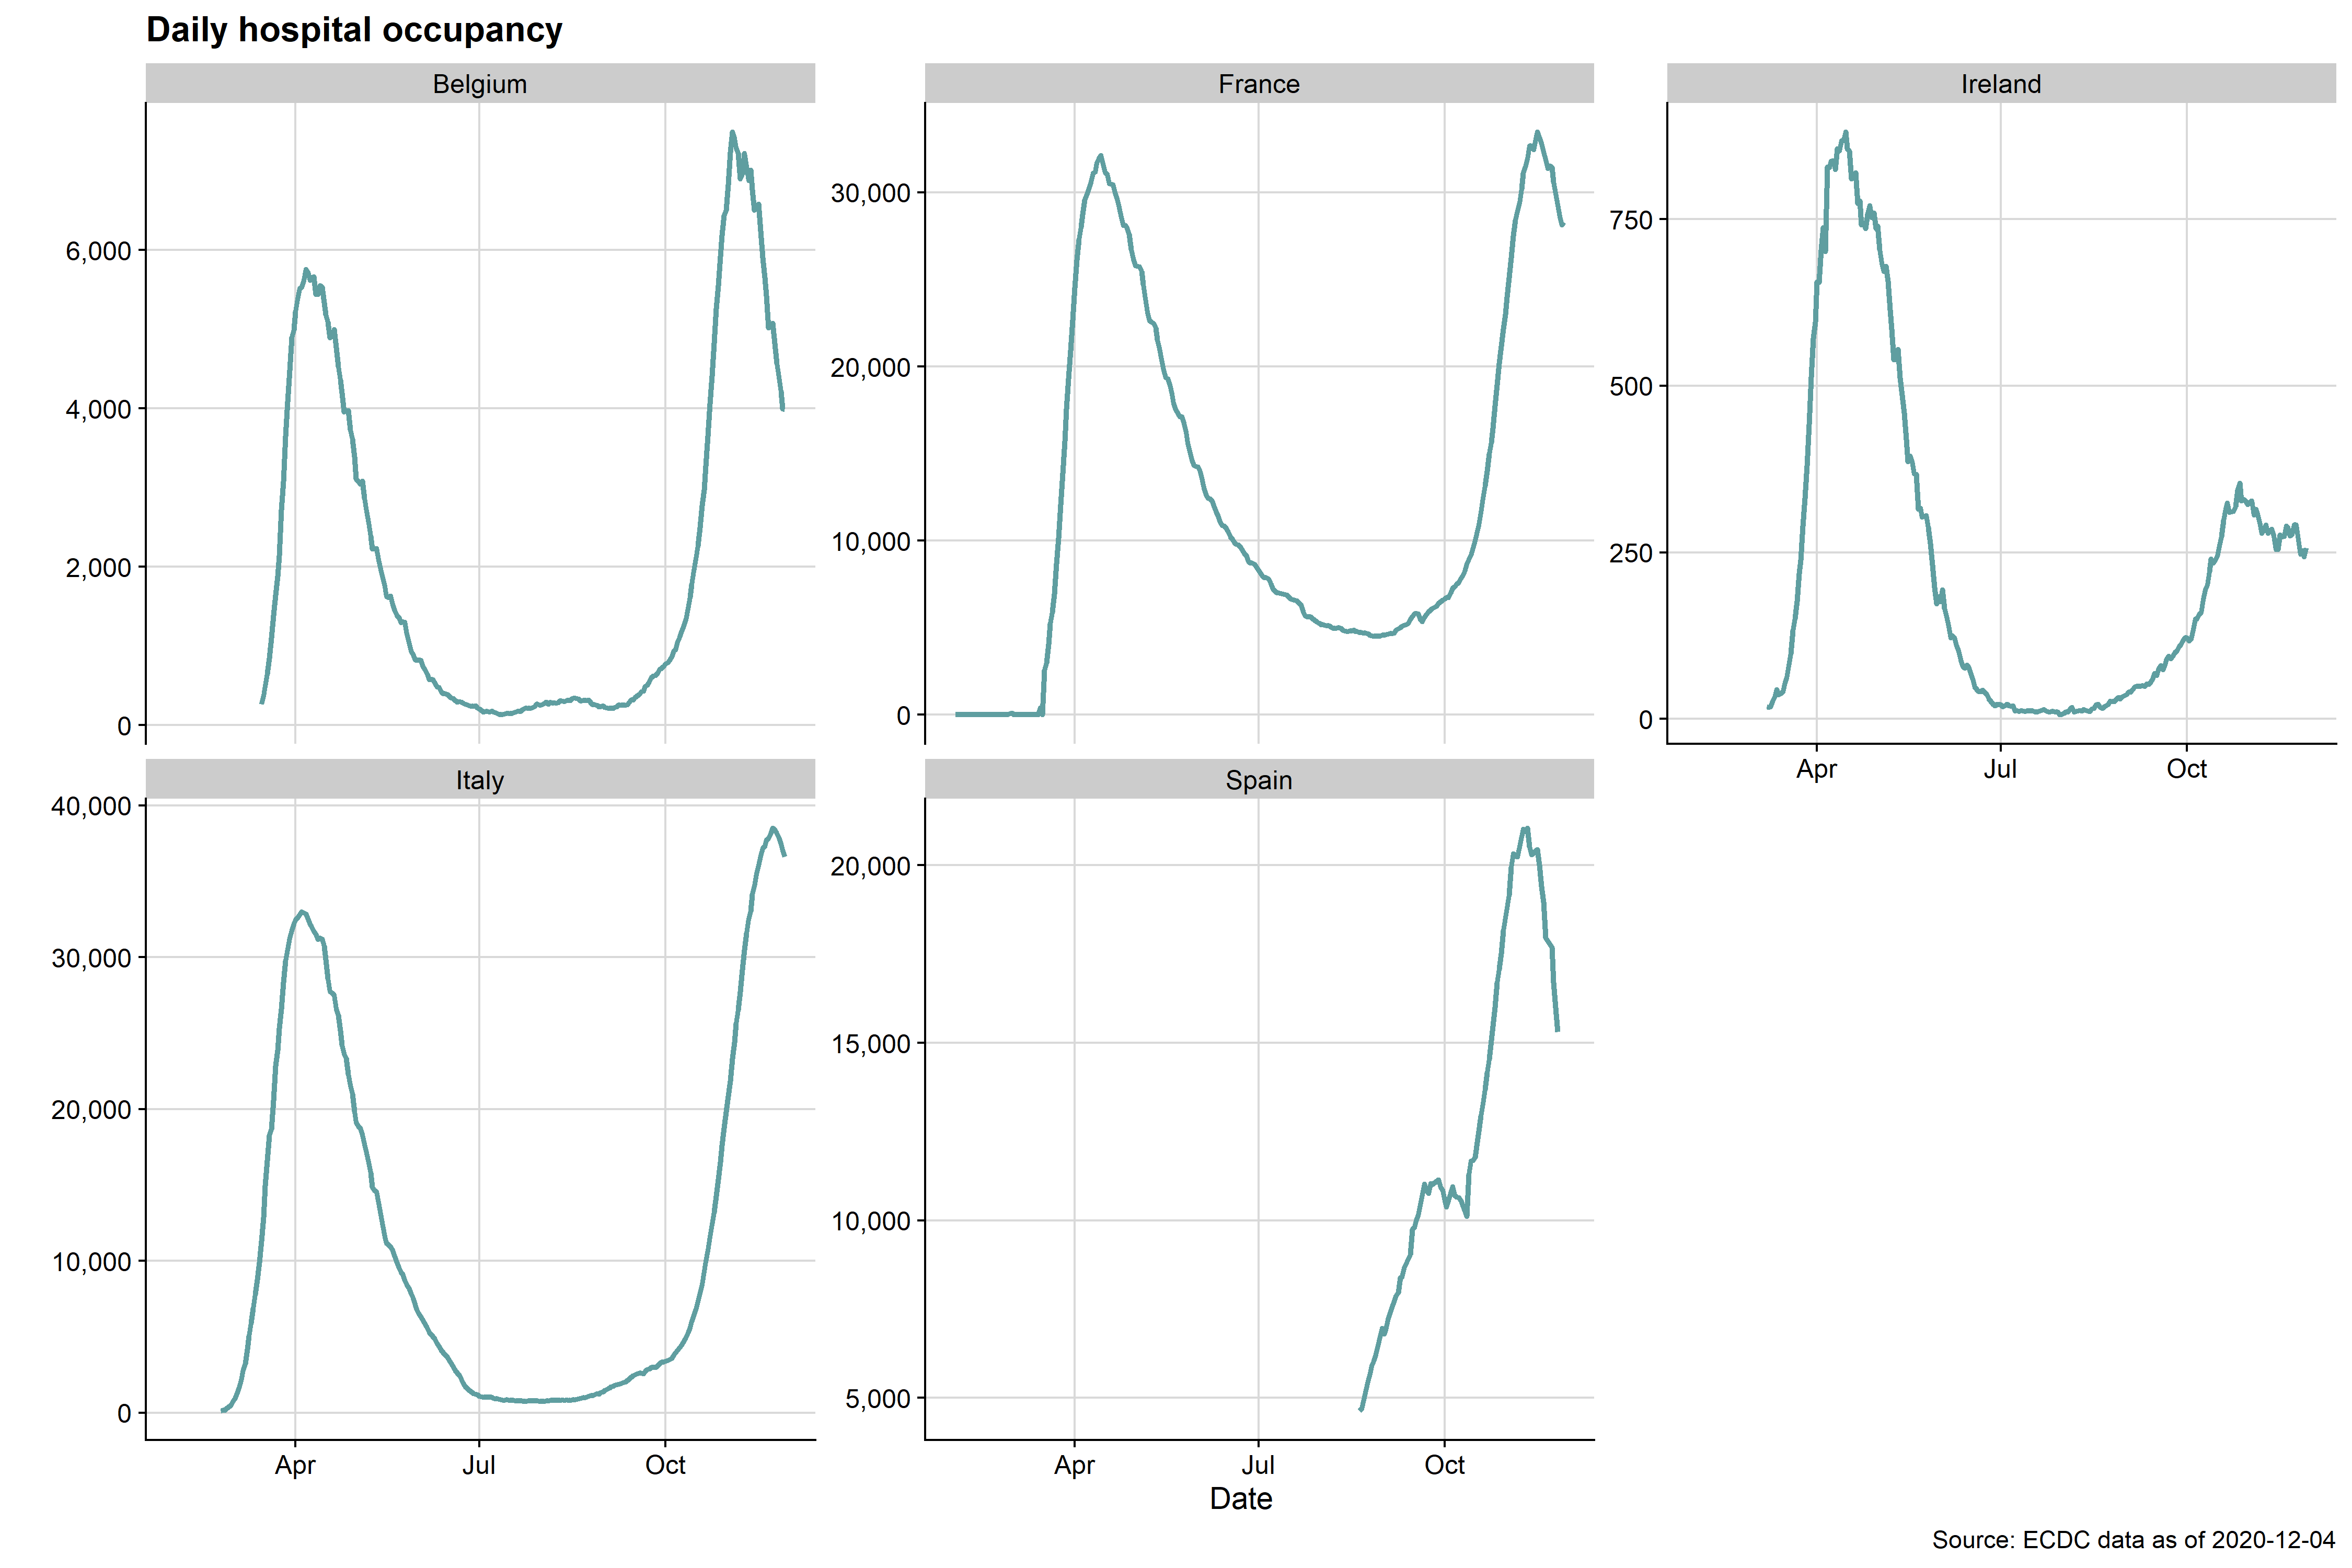 Daily hospital occupancy
Belgium
France
Ireland
6,000
4,000
2,000
0
30,000
20,000
10,000
0
750
500
250
0
Apr
Jul
Oct
Italy
Spain
40,000
30,000
20,000
10,000
0
20,000
15,000
10,000
5,000
Apr
Jul
Oct
Apr
Jul
Oct
Date
Source: ECDC data as of 2020-12-04